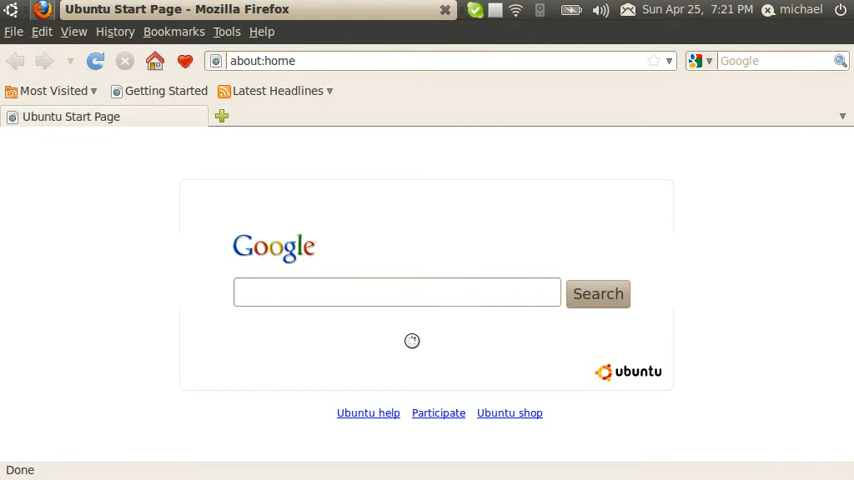 Ubuntu Start Page - Mozilla Firefox
Sun Apr 25, 7:21 PM
michael
File Edit View History Bookmarks Tools Help
about:home
Google
Most Visited
Getting Started
Latest Headlines
Ubuntu Start Page
Google
Search
ubuntu
Ubuntu help
Participate
Ubuntu shop
Done